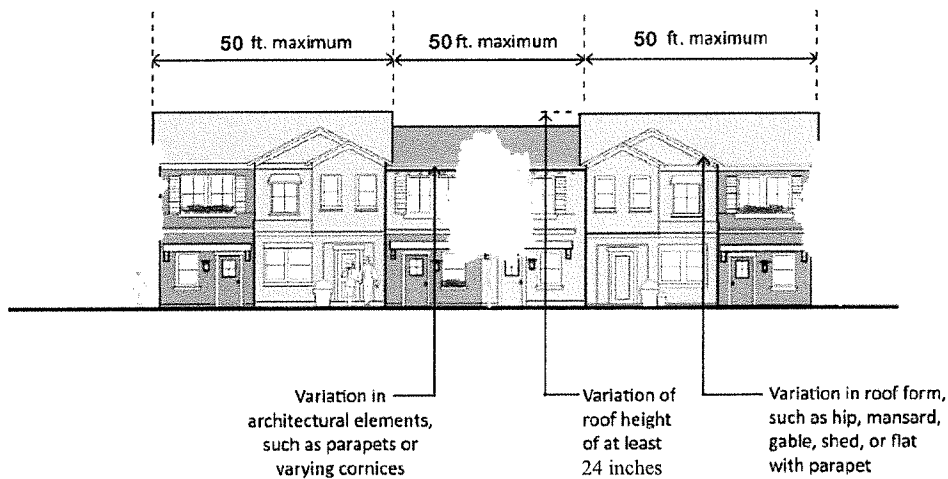 50 ft. maximum
50 ft. maximum
50 ft. maximum
Variation in
architectural elements,
such as parapets or
varying cornices
Variation of
roof height
of at least
24 inches
Variation in roof form,
such as hip, mansard,
gable, shed, or flat
with parapet